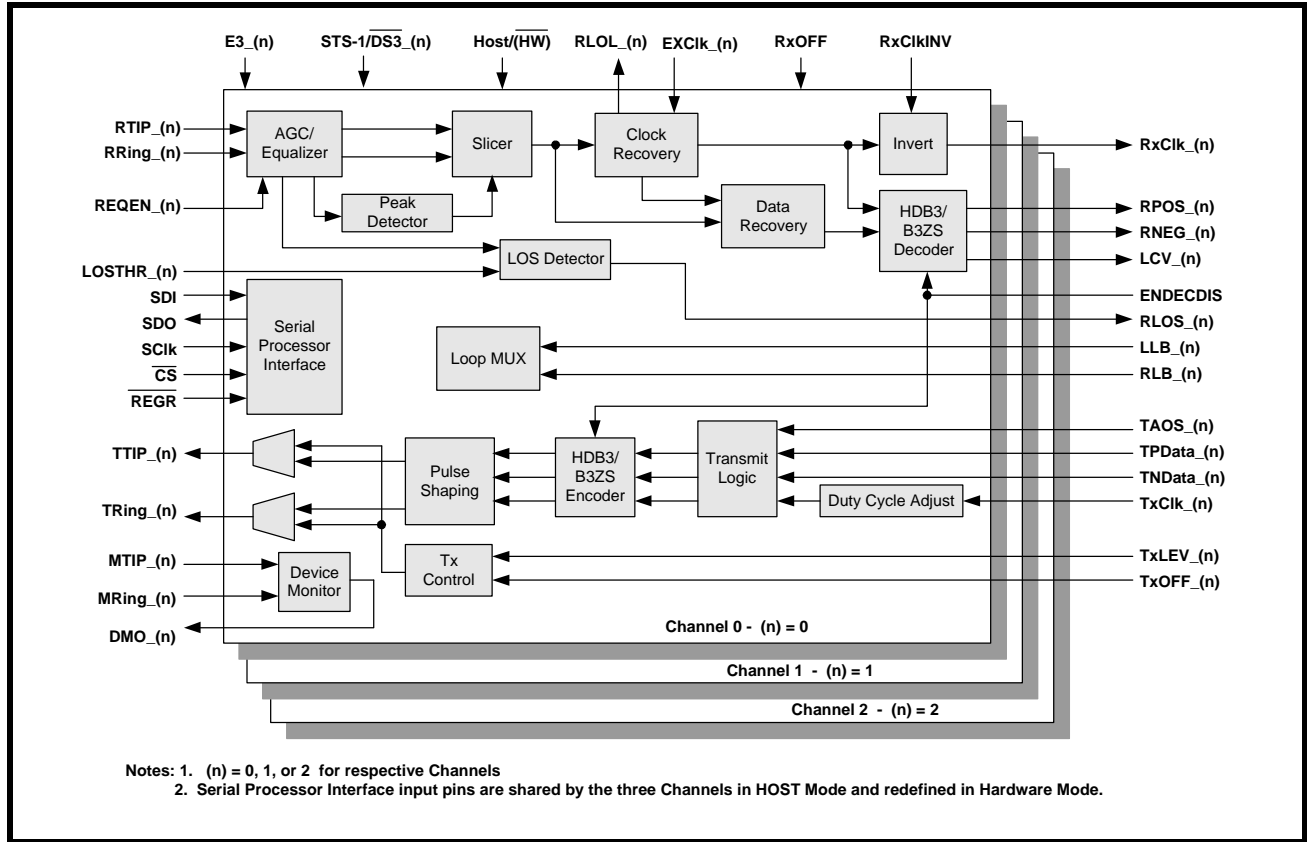 E3_(n) STS-1/DS3_(n) Host/(HW) RLOL_(n) EXClk_(n) RxOFF RxClkINV
RTIP_(n)
RRing_(n)
REQEN_(n)
LOSTHR_(n)
SDI
SDO
SClk
CS
REGR
TTIP_(n)
TRing_(n)
MTIP_(n)
MRing_(n)
DMO_(n)
AGC/
Equalizer
Slicer
Clock
Recovery
Invert
Peak
Detector
Data
Recovery
HDB3/
B3ZS
Decoder
LOS Detector
Serial
Processor
Interface
Loop MUX
Pulse
Shaping
HDB3/
B3ZS
Encoder
Transmit
Logic
Duty Cycle Adjust
Tx
Control
Device
Monitor
RxClk_(n)
RPOS_(n)
RNEG_(n)
LCV_(n)
ENDECDIS
RLOS_(n)
LLB_(n)
RLB_(n)
TAOS_(n)
TPData_(n)
TNData_(n)
TxClk_(n)
TxLEV_(n)
TxOFF_(n)
Channel 0 - (n) = 0
Channel 1 - (n) = 1
Channel 2 - (n) = 2
Notes: 1. (n) = 0, 1, or 2 for respective Channels
2. Serial Processor Interface input pins are shared by the three Channels in HOST Mode and redefined in Hardware Mode.